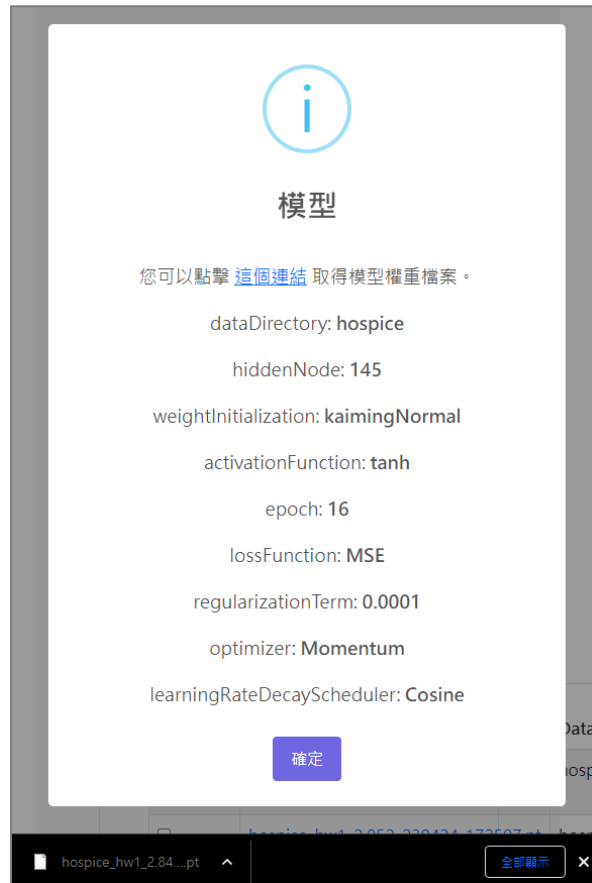 i
模型
您可以點擊 這個連結 取得模型權重檔案。
dataDirectory: hospice
hiddenNode: 145
weightInitialization: kaimingNormal
activationFunction: tanh
epoch: 16
lossFunction: MSE
regularizationTerm: 0.0001
optimizer: Momentum
learningRateDecayScheduler: Cosine
確定
hospice_hw1_2.84....pt
全部顯示